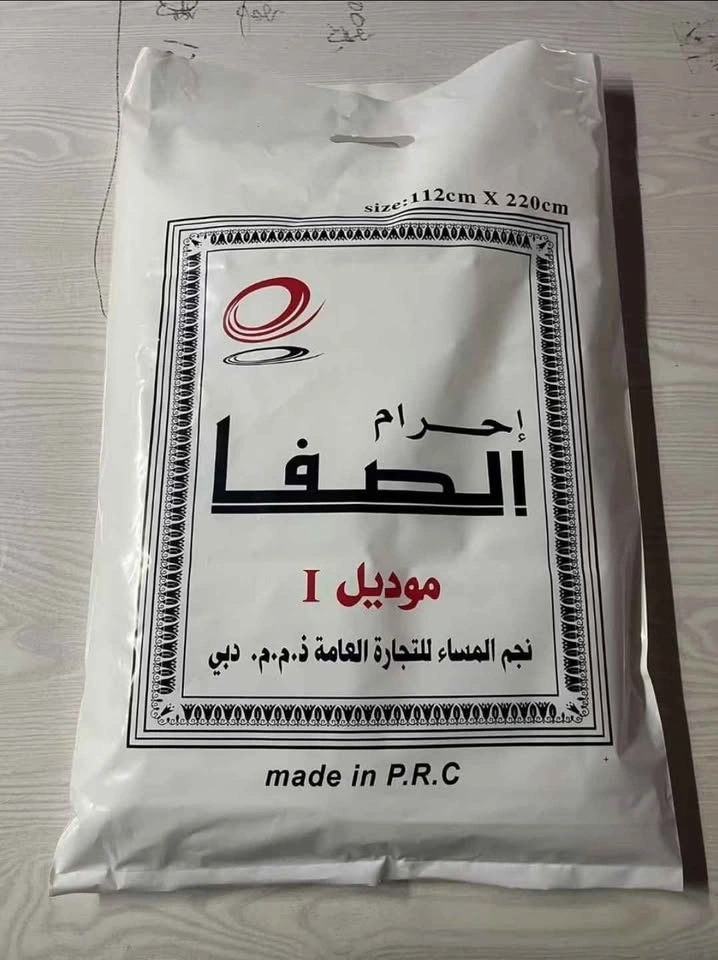 size:112cm X 220cm
إحرام
الصفا
موديل I
نجم المساء للتجارة العامة ذ.م.م. دبي
made in P.R.C